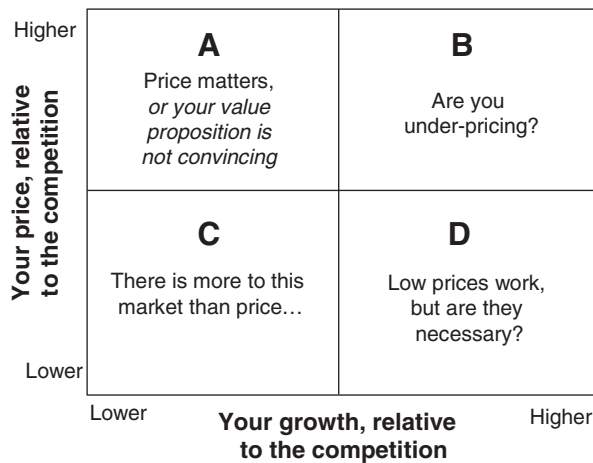 Higher
A
Price matters,
or your value
proposition is
not convincing
B
Are you
under-pricing?
Your price, relative
to the competition
C
There is more to this
market than price…
D
Low prices work,
but are they
necessary?
Lower
Lower
Your growth, relative
to the competition
Higher